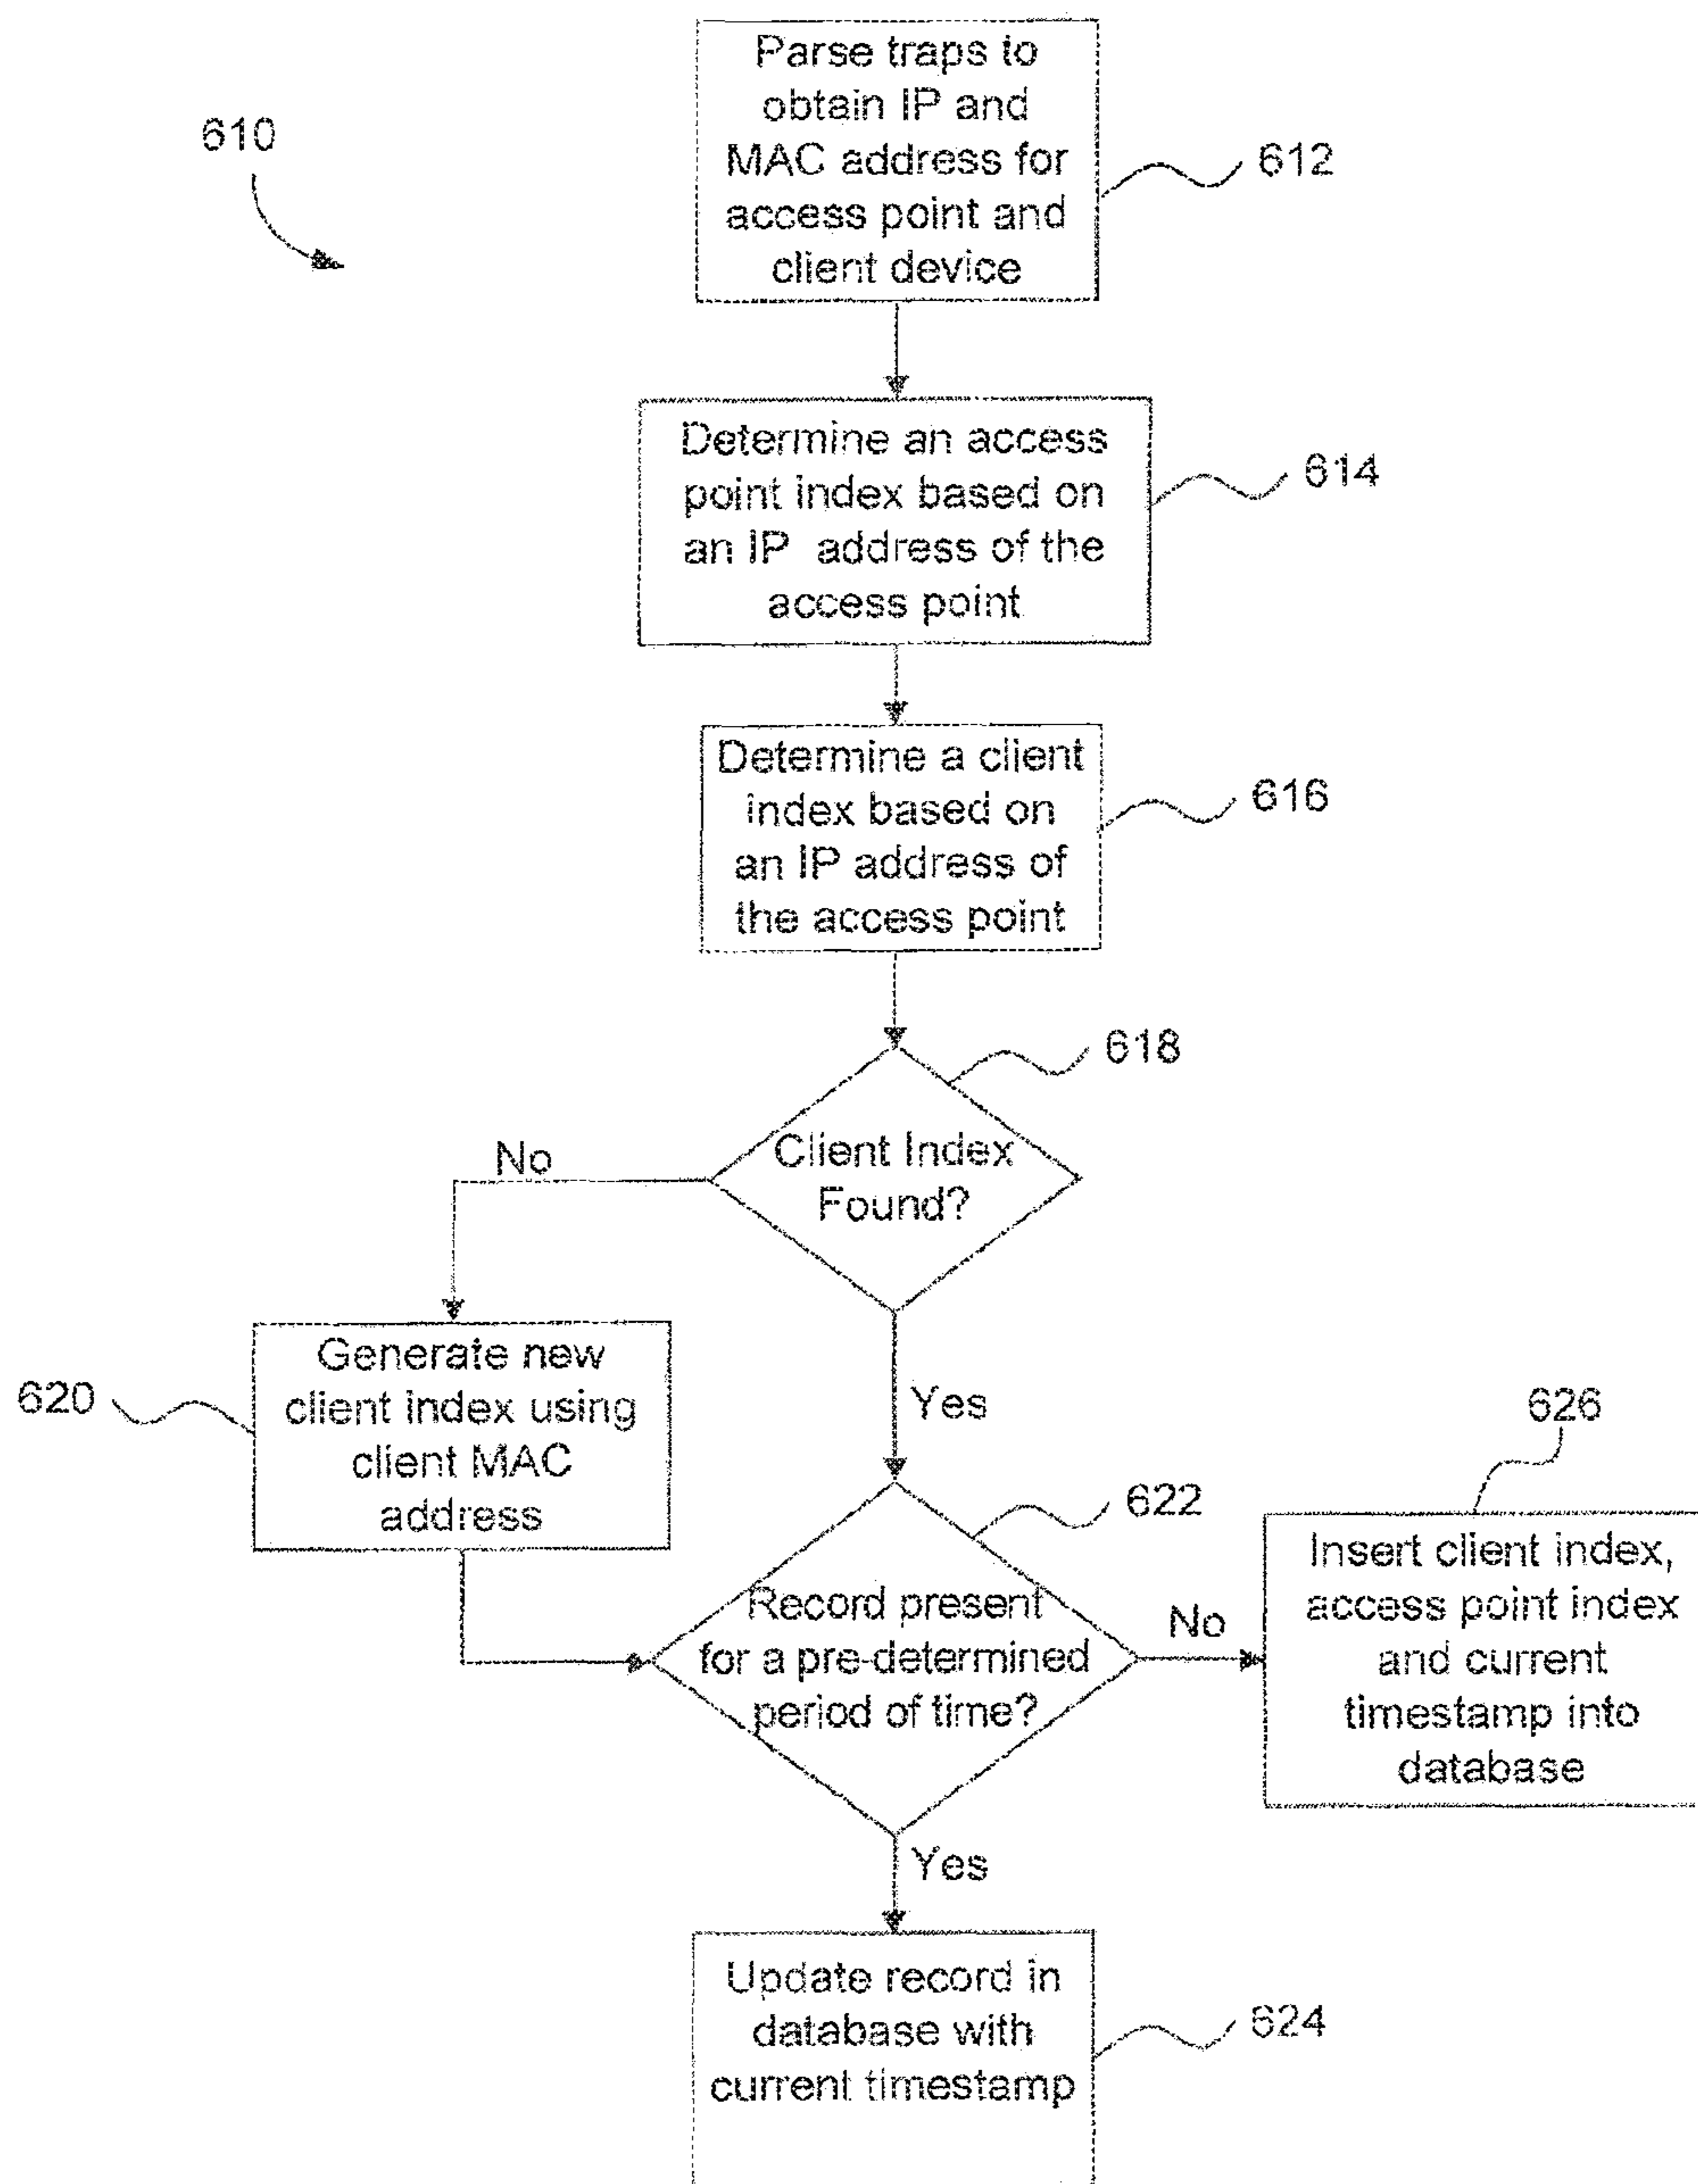 Parse traps to
obtain IP and
MAC address for
access point and
client device
610
612
Determine an access
point index based on
an IP address of the
access point
614
Determine a client
index based on
an IP address of
the access point
616
618
Client Index
Found?
No
Yes
Generate new
client index using
client MAC
address
620
622
Record present
for a pre-determined
period of time?
No
626
Insert client index,
access point index
and current
timestamp into
database
Yes
Update record in
database with
current timestamp
624